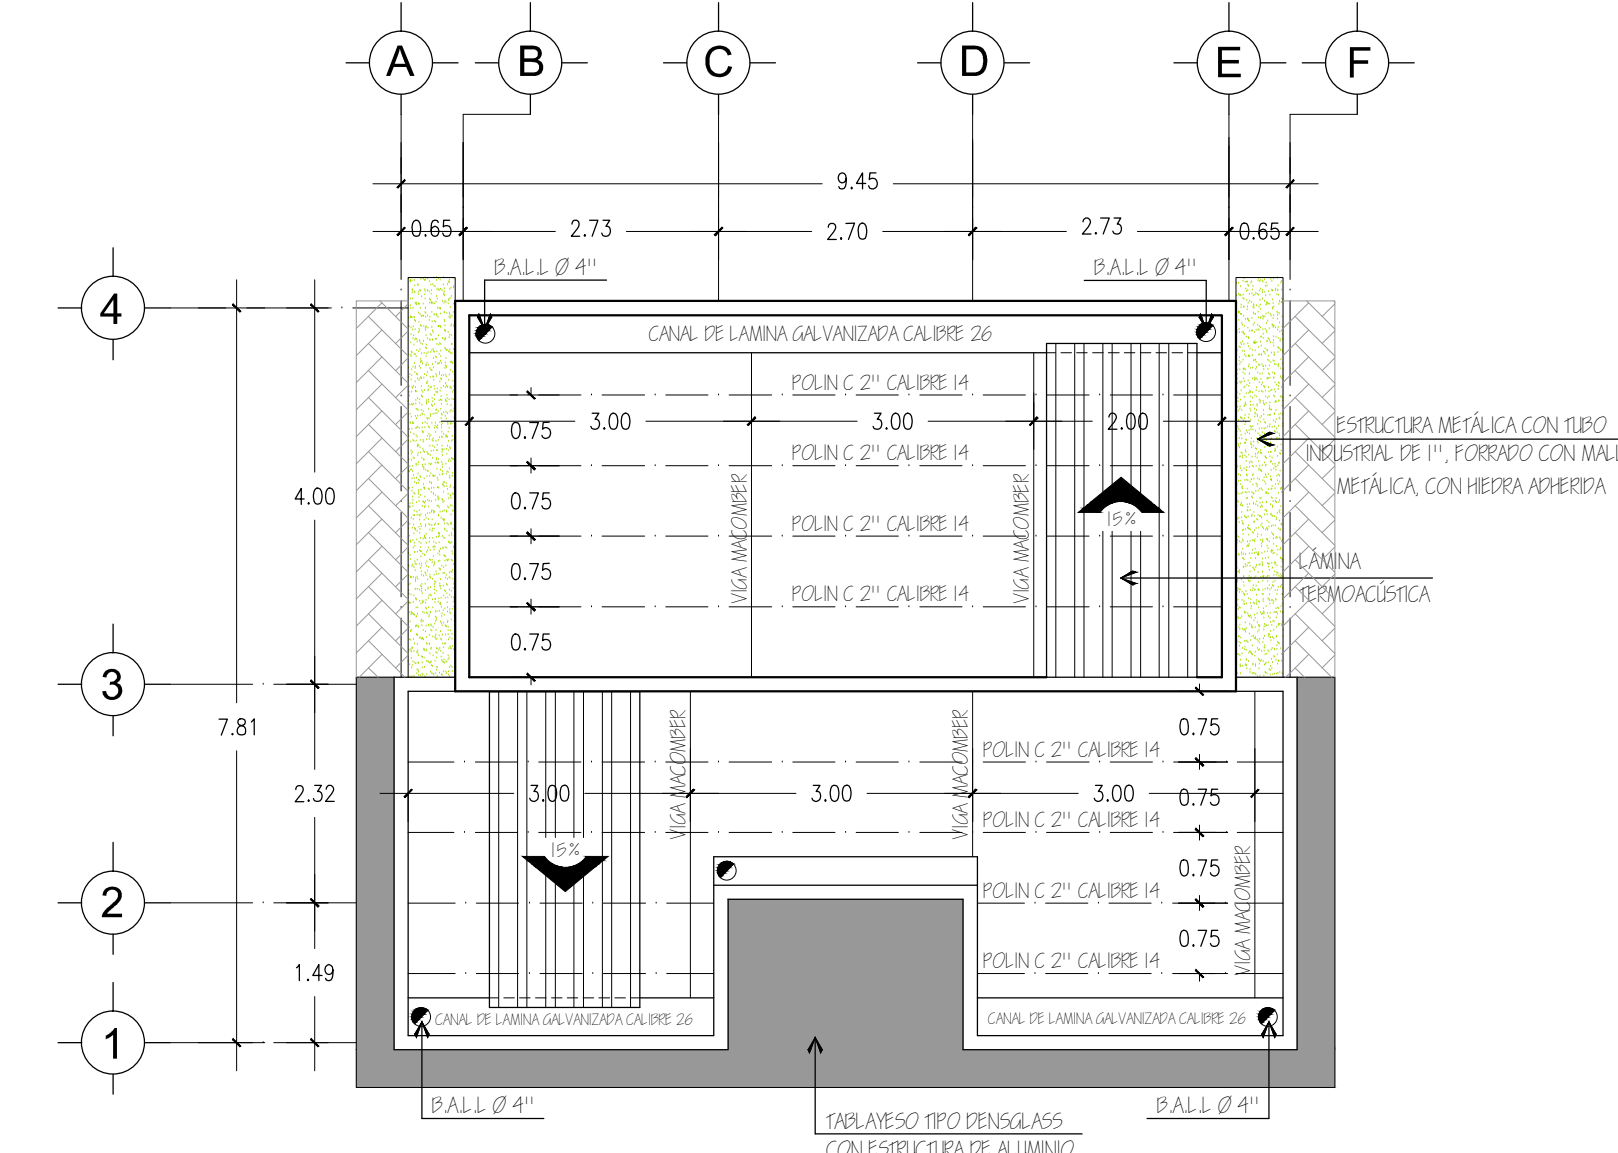 A B C D E F
9.45
0.65 2.73 2.70 2.73 0.65
B.A.L.L Ø 4'' B.A.L.L Ø 4''
4
CANAL DE LAMINA GALVANIZADA CALIBRE 26
POLIN C 2'' CALIBRE 14
3.00 3.00 2.00
0.75
POLIN C 2'' CALIBRE 14
ESTRUCTURA METÁLICA CON TUBO
INDUSTRIAL DE 1'', FORRADO CON MALL
METÁLICA, CON HIEDRA ADHERIDA
4.00
0.75
VIGA MACOMBER
VIGA MACOMBER
POLIN C 2'' CALIBRE 14
15%
LÁMINA
TERMOACÚSTICA
0.75
POLIN C 2'' CALIBRE 14
0.75
3
7.81
VIGA MACOMBER
VIGA MACOMBER
0.75
POLIN C 2'' CALIBRE 14
2.32
3.00 3.00 3.00
0.75
POLIN C 2'' CALIBRE 14
15%
0.75
VIGA MACOMBER
POLIN C 2'' CALIBRE 14
2
0.75
POLIN C 2'' CALIBRE 14
1.49
CANAL DE LAMINA GALVANIZADA CALIBRE 26
CANAL DE LAMINA GALVANIZADA CALIBRE 26
1
B.A.L.L Ø 4'' B.A.L.L Ø 4''
TABLAYESO TIPO DENSGLASS
CON ESTRUCTURA DE ALUMINIO